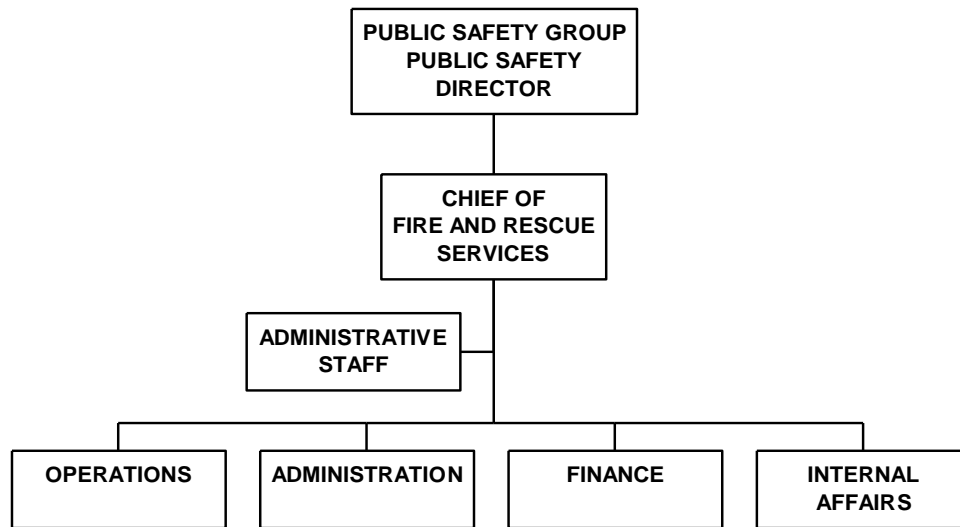 PUBLIC SAFETY GROUP
PUBLIC SAFETY
DIRECTOR
CHIEF OF
FIRE AND RESCUE
SERVICES
ADMINISTRATIVE
STAFF
OPERATIONS
ADMINISTRATION
FINANCE
INTERNAL
AFFAIRS